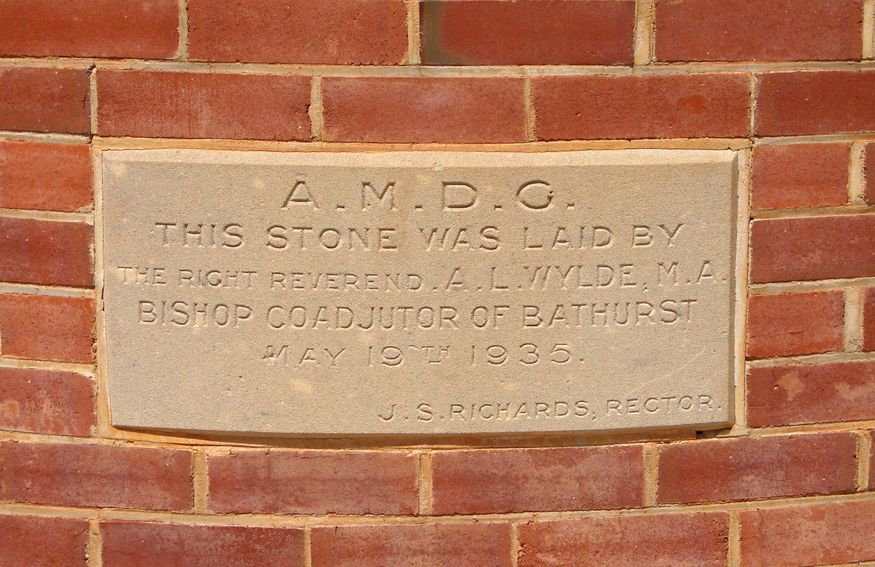 A.M.D.G.
THIS STONE WAS LAID BY
THE RIGHT REVEREND. A.L.WYLDE, M.A.
BISHOP COADJUTOR OF BATHURST
MAY 19TH 1935.
J.S.RICHARDS, RECTOR.